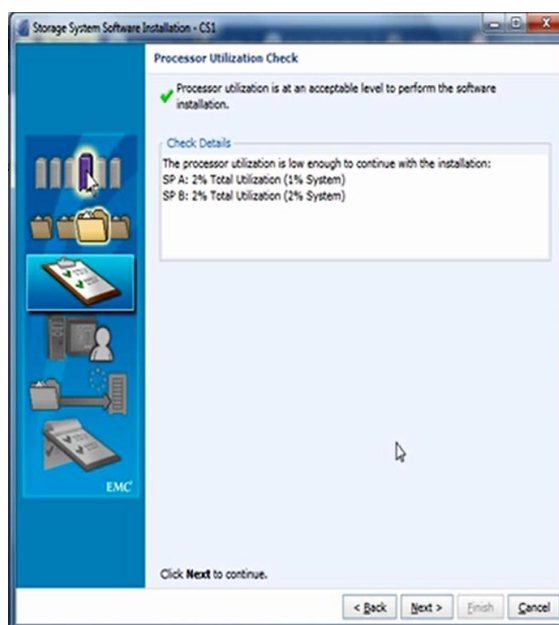 Storage System Software Installation - CS1
Processor Utilization Check
Processor utilization is at an acceptable level to perform the software
installation.
Check Details
The processor utilization is low enough to continue with the installation:
SP A: 2% Total Utilization (1% System)
SP B: 2% Total Utilization (2% System)
EMC²
Click Next to continue.
< Back
Next >
Finish
Cancel